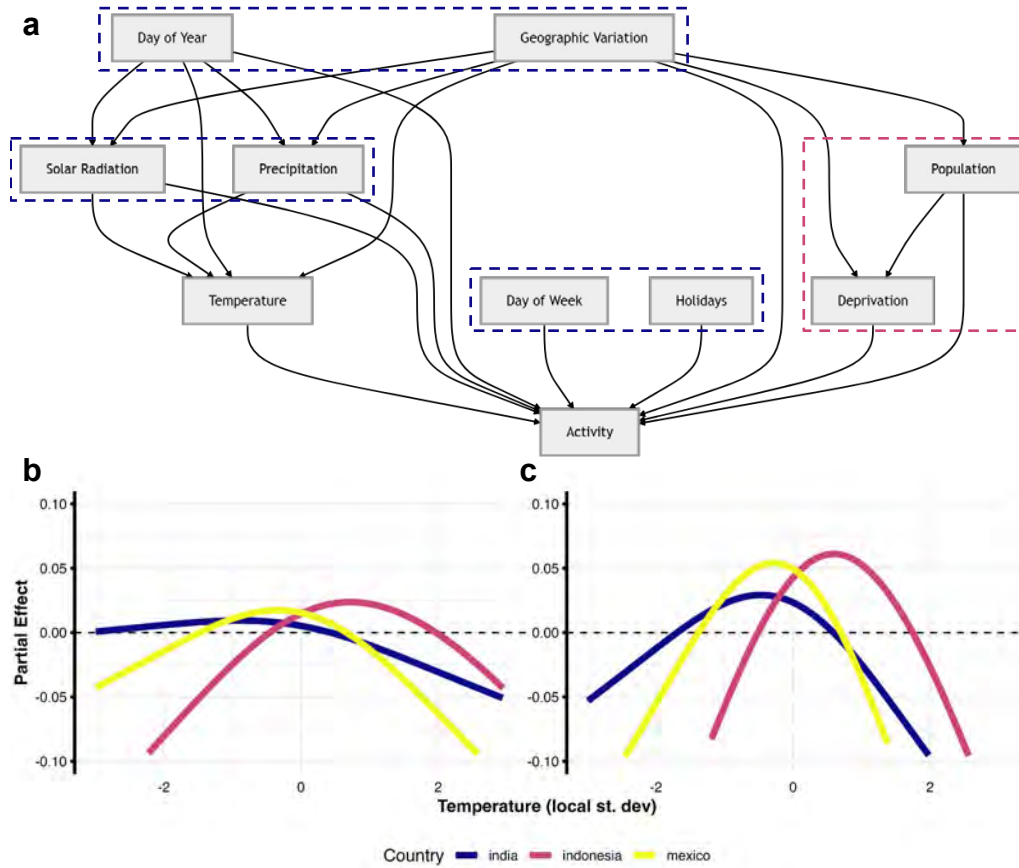 a
Day of Year
Geographic Variation
Solar Radiation
Precipitation
Population
Temperature
Day of Week
Holidays
Deprivation
Activity
b
c
0.10
0.05
0.00
-0.05
-0.10
Partial Effect
0.10
0.05
0.00
-0.05
-0.10
-2 0 2
-2 0 2
Temperature (local st. dev)
Country india indonesia mexico